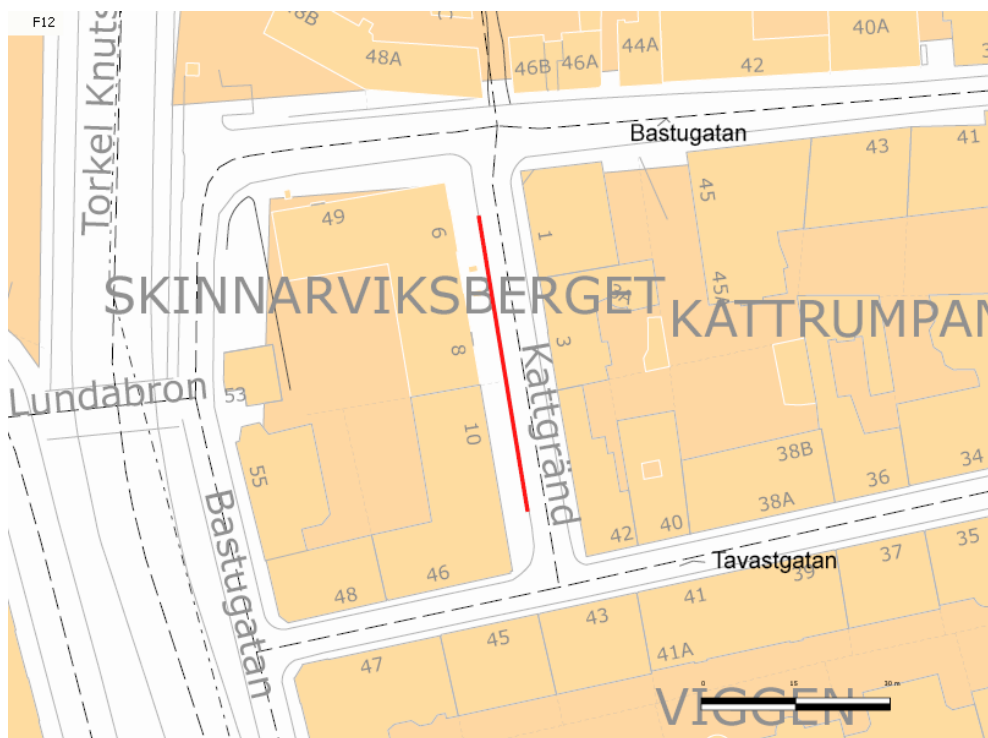 F12
48B
48A
46B
46A
44A
42
40A
Torkel Knuts
Bastugatan
43
41
49
6
1
45
45A
SKINNARVIKSBERGET
KATTRUMPAN
3
8
Kattgränd
Lundabron
53
10
55
Bastugatan
38B
36
34
38A
42
40
48
46
Tavastgatan
39
37
35
47
45
43
41
41A
VIGGEN
0
15
30 m